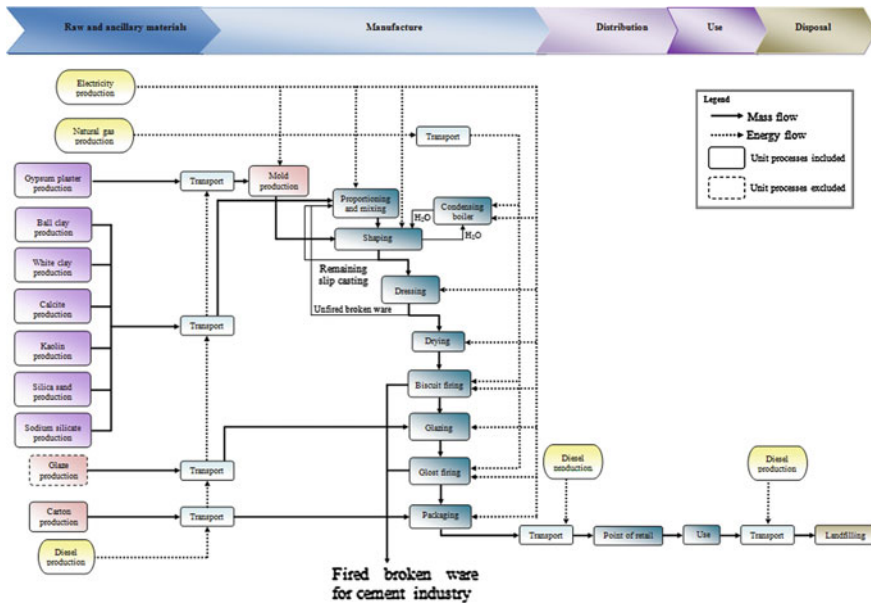 Raw and ancillary materials
Manufacture
Distribution
Use
Disposal
Electricity
production
Natural gas
production
Transport
Legend
Mass flow
Energy flow
Unit processes included
Unit processes excluded
Gypsum plaster
production
Transport
Mold
production
Proportioning
and mixing
Condensing
boiler
H₂O
Shaping
H₂O
Ball clay
production
White clay
production
Calcite
production
Kaolin
production
Silica sand
production
Sodium silicate
production
Transport
Remaining
slip casting
Dressing
Unfired broken ware
Drying
Biscuit firing
Glazing
Glaze
production
Transport
Glost firing
Diesel
production
Diesel
production
Carton
production
Transport
Packaging
Transport
Point of retail
Use
Transport
Landfilling
Diesel
production
Fired broken ware
for cement industry